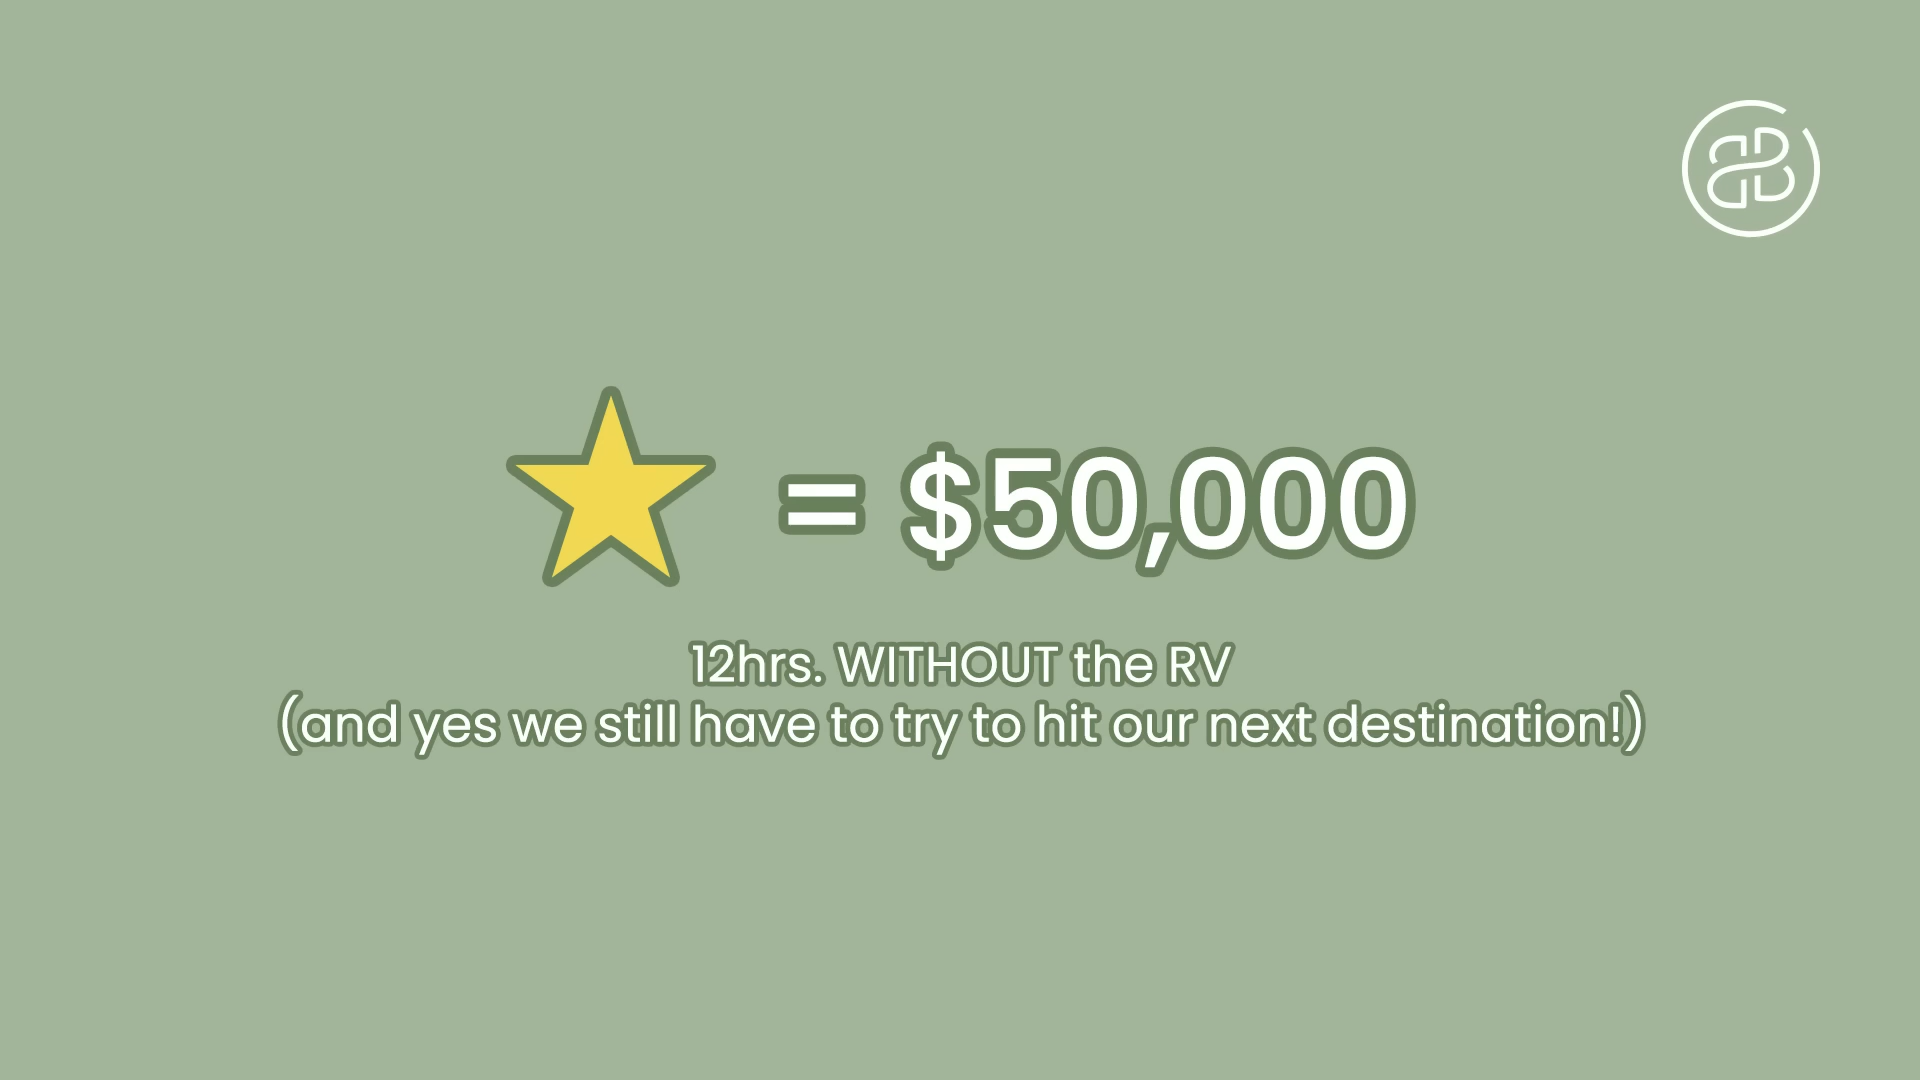 = $50,000
12hrs. WITHOUT the RV
(and yes we still have to try to hit our next destination!)